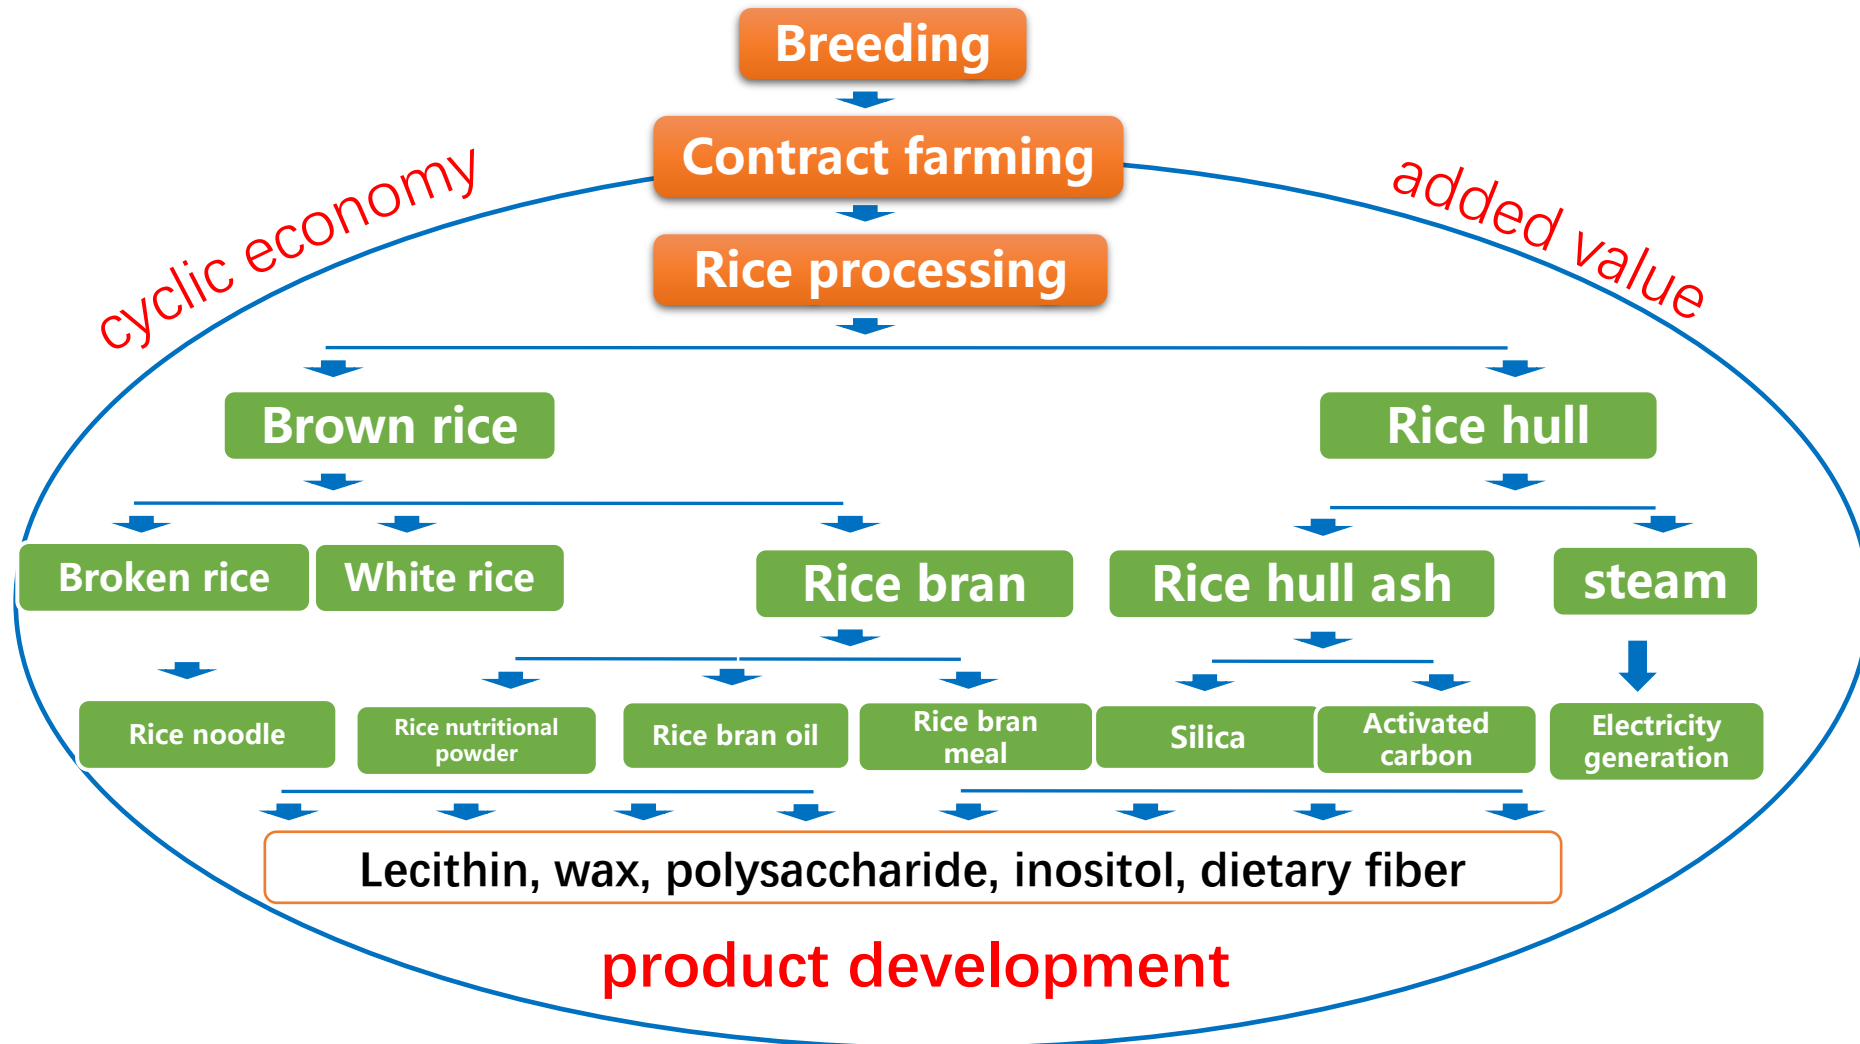 Breeding
Contract farming
cyclic economy
added value
Rice processing
Brown rice
Rice hull
Broken rice
White rice
Rice bran
Rice hull ash
steam
Rice noodle
Rice nutritional
powder
Rice bran oil
Rice bran
meal
Silica
Activated
carbon
Electricity
generation
Lecithin, wax, polysaccharide, inositol, dietary fiber
product development